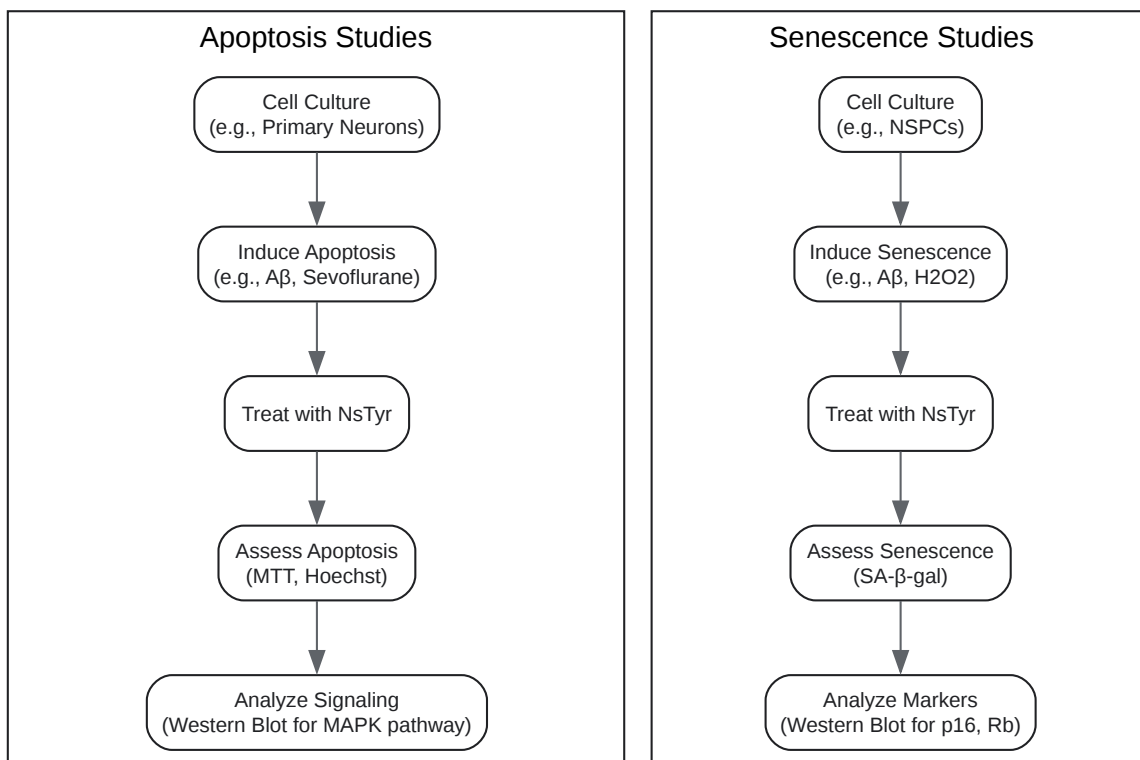 Apoptosis Studies
Cell Culture
(e.g., Primary Neurons)
Induce Apoptosis
(e.g., Aβ, Sevoflurane)
Treat with NsTyr
Assess Apoptosis
(MTT, Hoechst)
Analyze Signaling
(Western Blot for MAPK pathway)
Senescence Studies
Cell Culture
(e.g., NSPCs)
Induce Senescence
(e.g., Aβ, H2O2)
Treat with NsTyr
Assess Senescence
(SA-β-gal)
Analyze Markers
(Western Blot for p16, Rb)